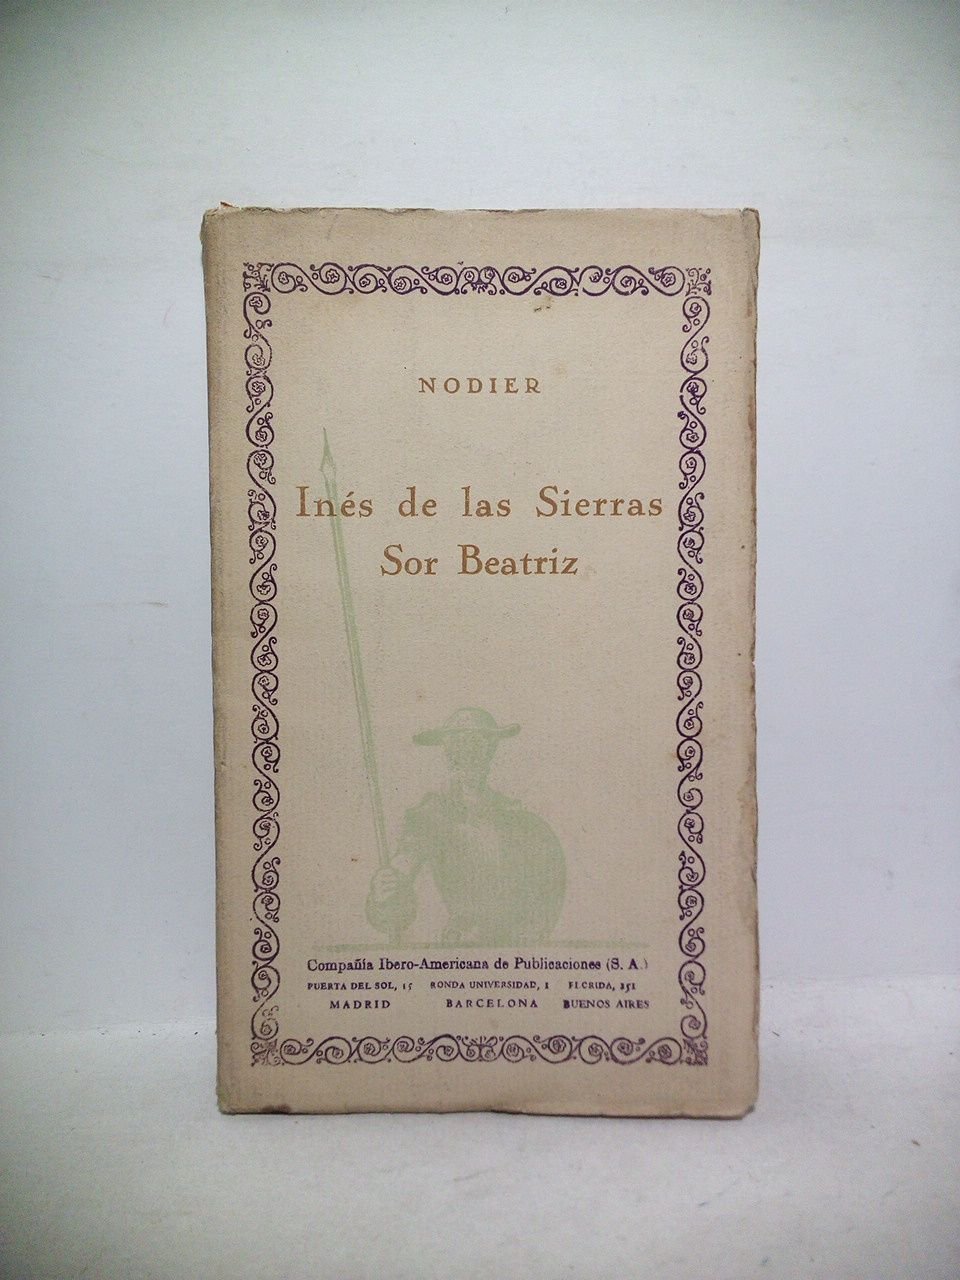 NODIER
Inés de las Sierras
Sor Beatriz
Compañía Ibero-Americana de Publicaciones (S. A.)
PUERTA DEL SOL, 15 RONDA UNIVERSIDAD, 1 FLORIDA, 251
MADRID BARCELONA BUENOS AIRES